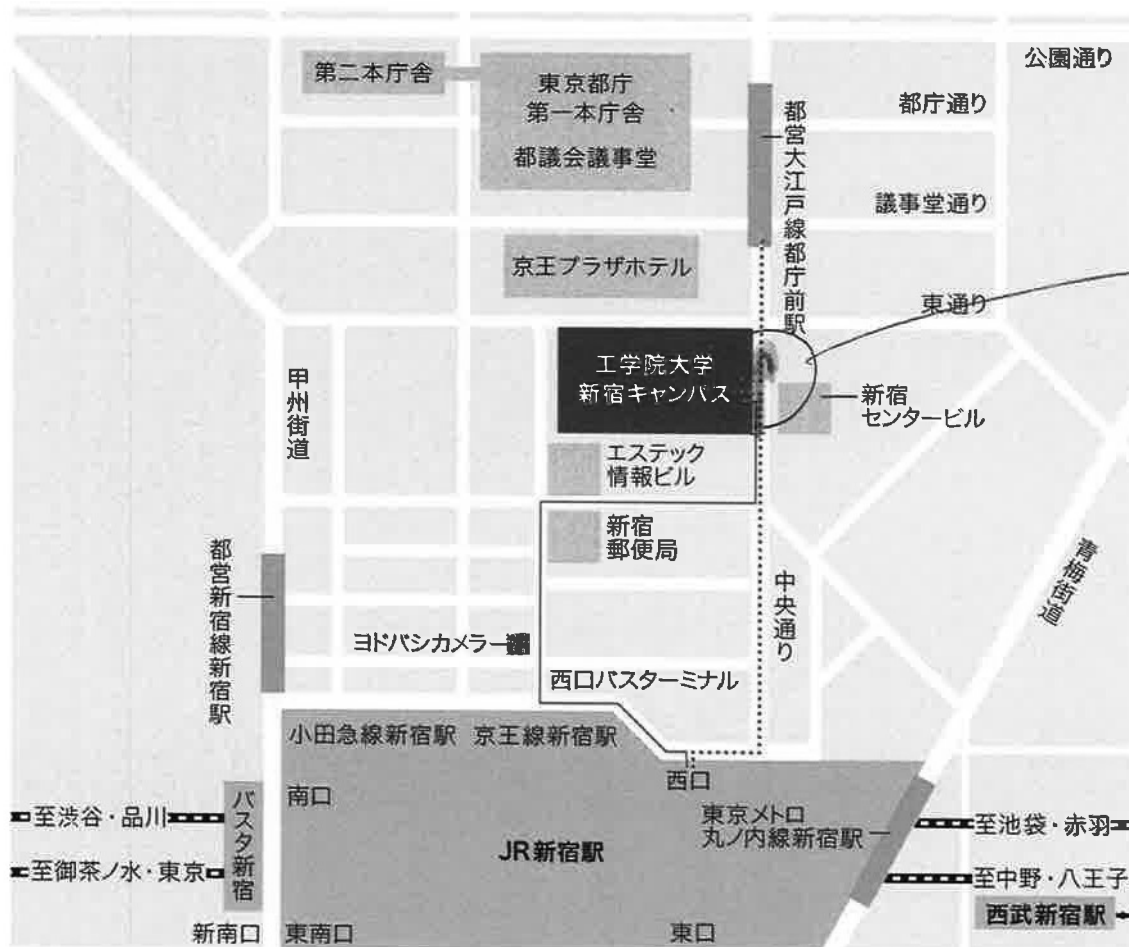 公園通り
第二本庁舎
東京都庁
第一本庁舎
都議会議事堂
都庁通り
都営大江戸線都庁前駅
議事堂通り
京王プラザホテル
東通り
工学院大学
新宿キャンパス
新宿
センタービル
甲州街道
エステック
情報ビル
新宿
郵便局
都営新宿線新宿駅
中央通り
青梅街道
ヨドバシカメラ
西口バスターミナル
小田急線新宿駅 京王線新宿駅
西口
南口
バスタ新宿
至渋谷・品川
東京メトロ
丸ノ内線新宿駅
至池袋・赤羽
JR新宿駅
至御茶ノ水・東京
至中野・八王子
西武新宿駅
新南口
東南口
東口